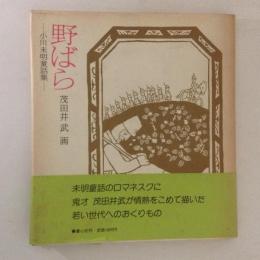 野ばら
―小川未明童話集―
茂田井武 画
未明童話のロマネスクに
鬼才 茂田井武が情熱をこめて描いた
若い世代へのおくりもの